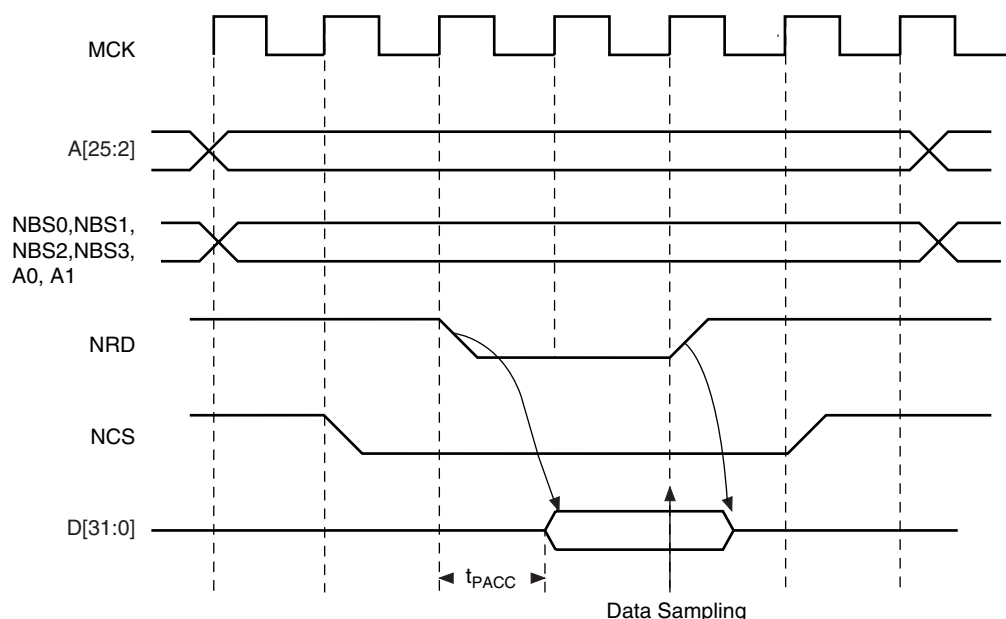 MCK
A[25:2]
NBS0,NBS1,
NBS2,NBS3,
A0, A1
NRD
NCS
D[31:0]
tPACC
Data Sampling